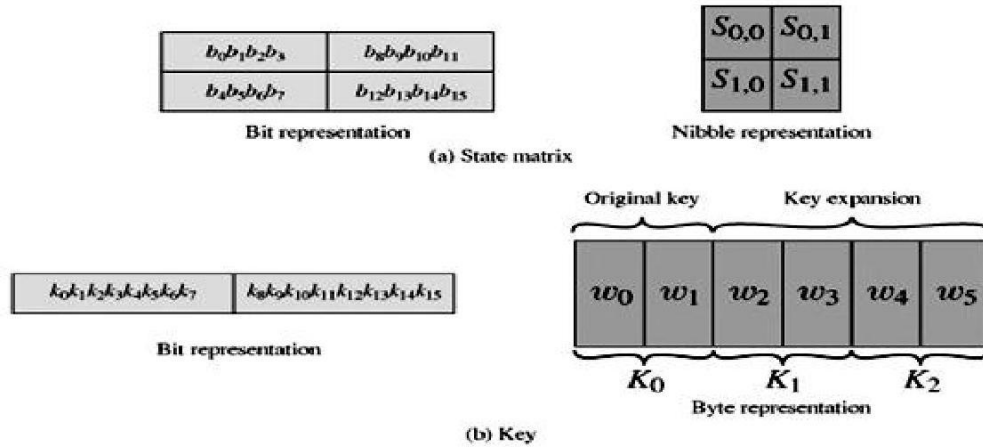 b₀b₁b₂b₃ b₈b₉b₁₀b₁₁
b₄b₅b₆b₇ b₁₂b₁₃b₁₄b₁₅
Bit representation
S₀,₀ S₀,₁
S₁,₀ S₁,₁
Nibble representation
(a) State matrix
Original key Key expansion
k₀k₁k₂k₃k₄k₅k₆k₇ k₈k₉k₁₀k₁₁k₁₂k₁₃k₁₄k₁₅
Bit representation
w₀ w₁ w₂ w₃ w₄ w₅
K₀ K₁ K₂
Byte representation
(b) Key